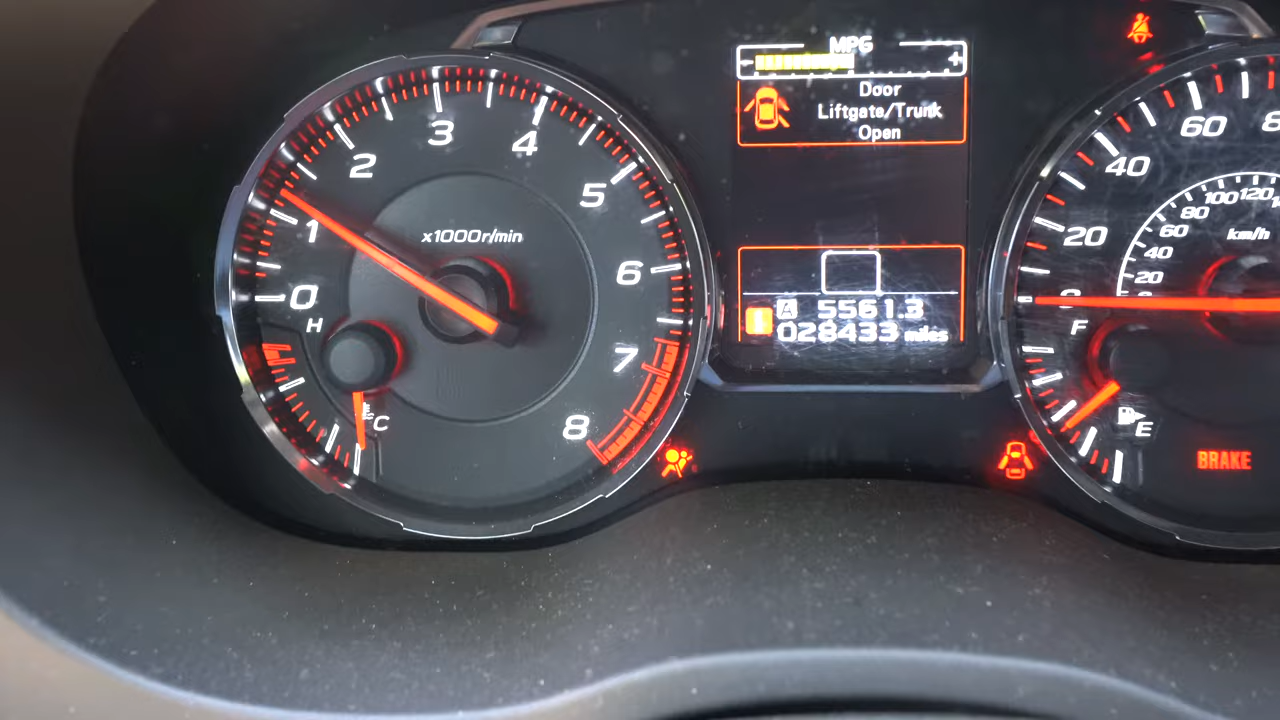 MPG
- +
Door
Liftgate/Trunk
Open
A 5561.3
028433 miles
0
1
2
3
4
5
6
7
8
x1000r/min
H
C
20
40
60
8
20
40
60
80
100
120
km/h
F
E
BRAKE